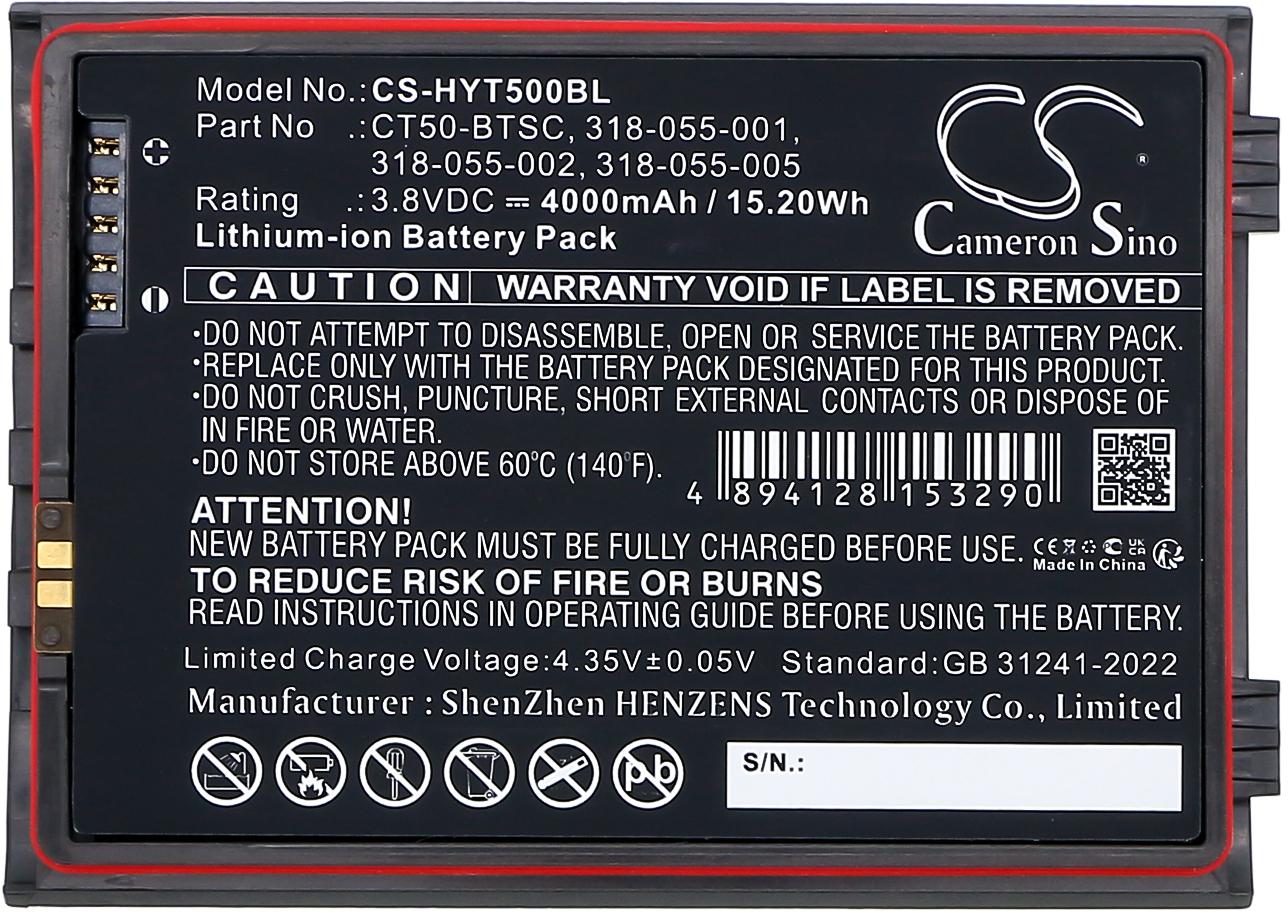 Model No.:CS-HYT500BL
Part No .:CT50-BTSC, 318-055-001,
318-055-002, 318-055-005
Rating .:3.8VDC ⎓ 4000mAh / 15.20Wh
Lithium-ion Battery Pack
CS
®
Cameron Sino
CAUTION WARRANTY VOID IF LABEL IS REMOVED
•DO NOT ATTEMPT TO DISASSEMBLE, OPEN OR SERVICE THE BATTERY PACK.
•REPLACE ONLY WITH THE BATTERY PACK DESIGNATED FOR THIS PRODUCT.
•DO NOT CRUSH, PUNCTURE, SHORT EXTERNAL CONTACTS OR DISPOSE OF
IN FIRE OR WATER.
•DO NOT STORE ABOVE 60°C (140°F).
4 894128 153290
ATTENTION!
NEW BATTERY PACK MUST BE FULLY CHARGED BEFORE USE.
CE UK CA
Made In China
TO REDUCE RISK OF FIRE OR BURNS
READ INSTRUCTIONS IN OPERATING GUIDE BEFORE USING THE BATTERY.
Limited Charge Voltage:4.35V±0.05V Standard:GB 31241-2022
Manufacturer : ShenZhen HENZENS Technology Co., Limited
pb
S/N.: